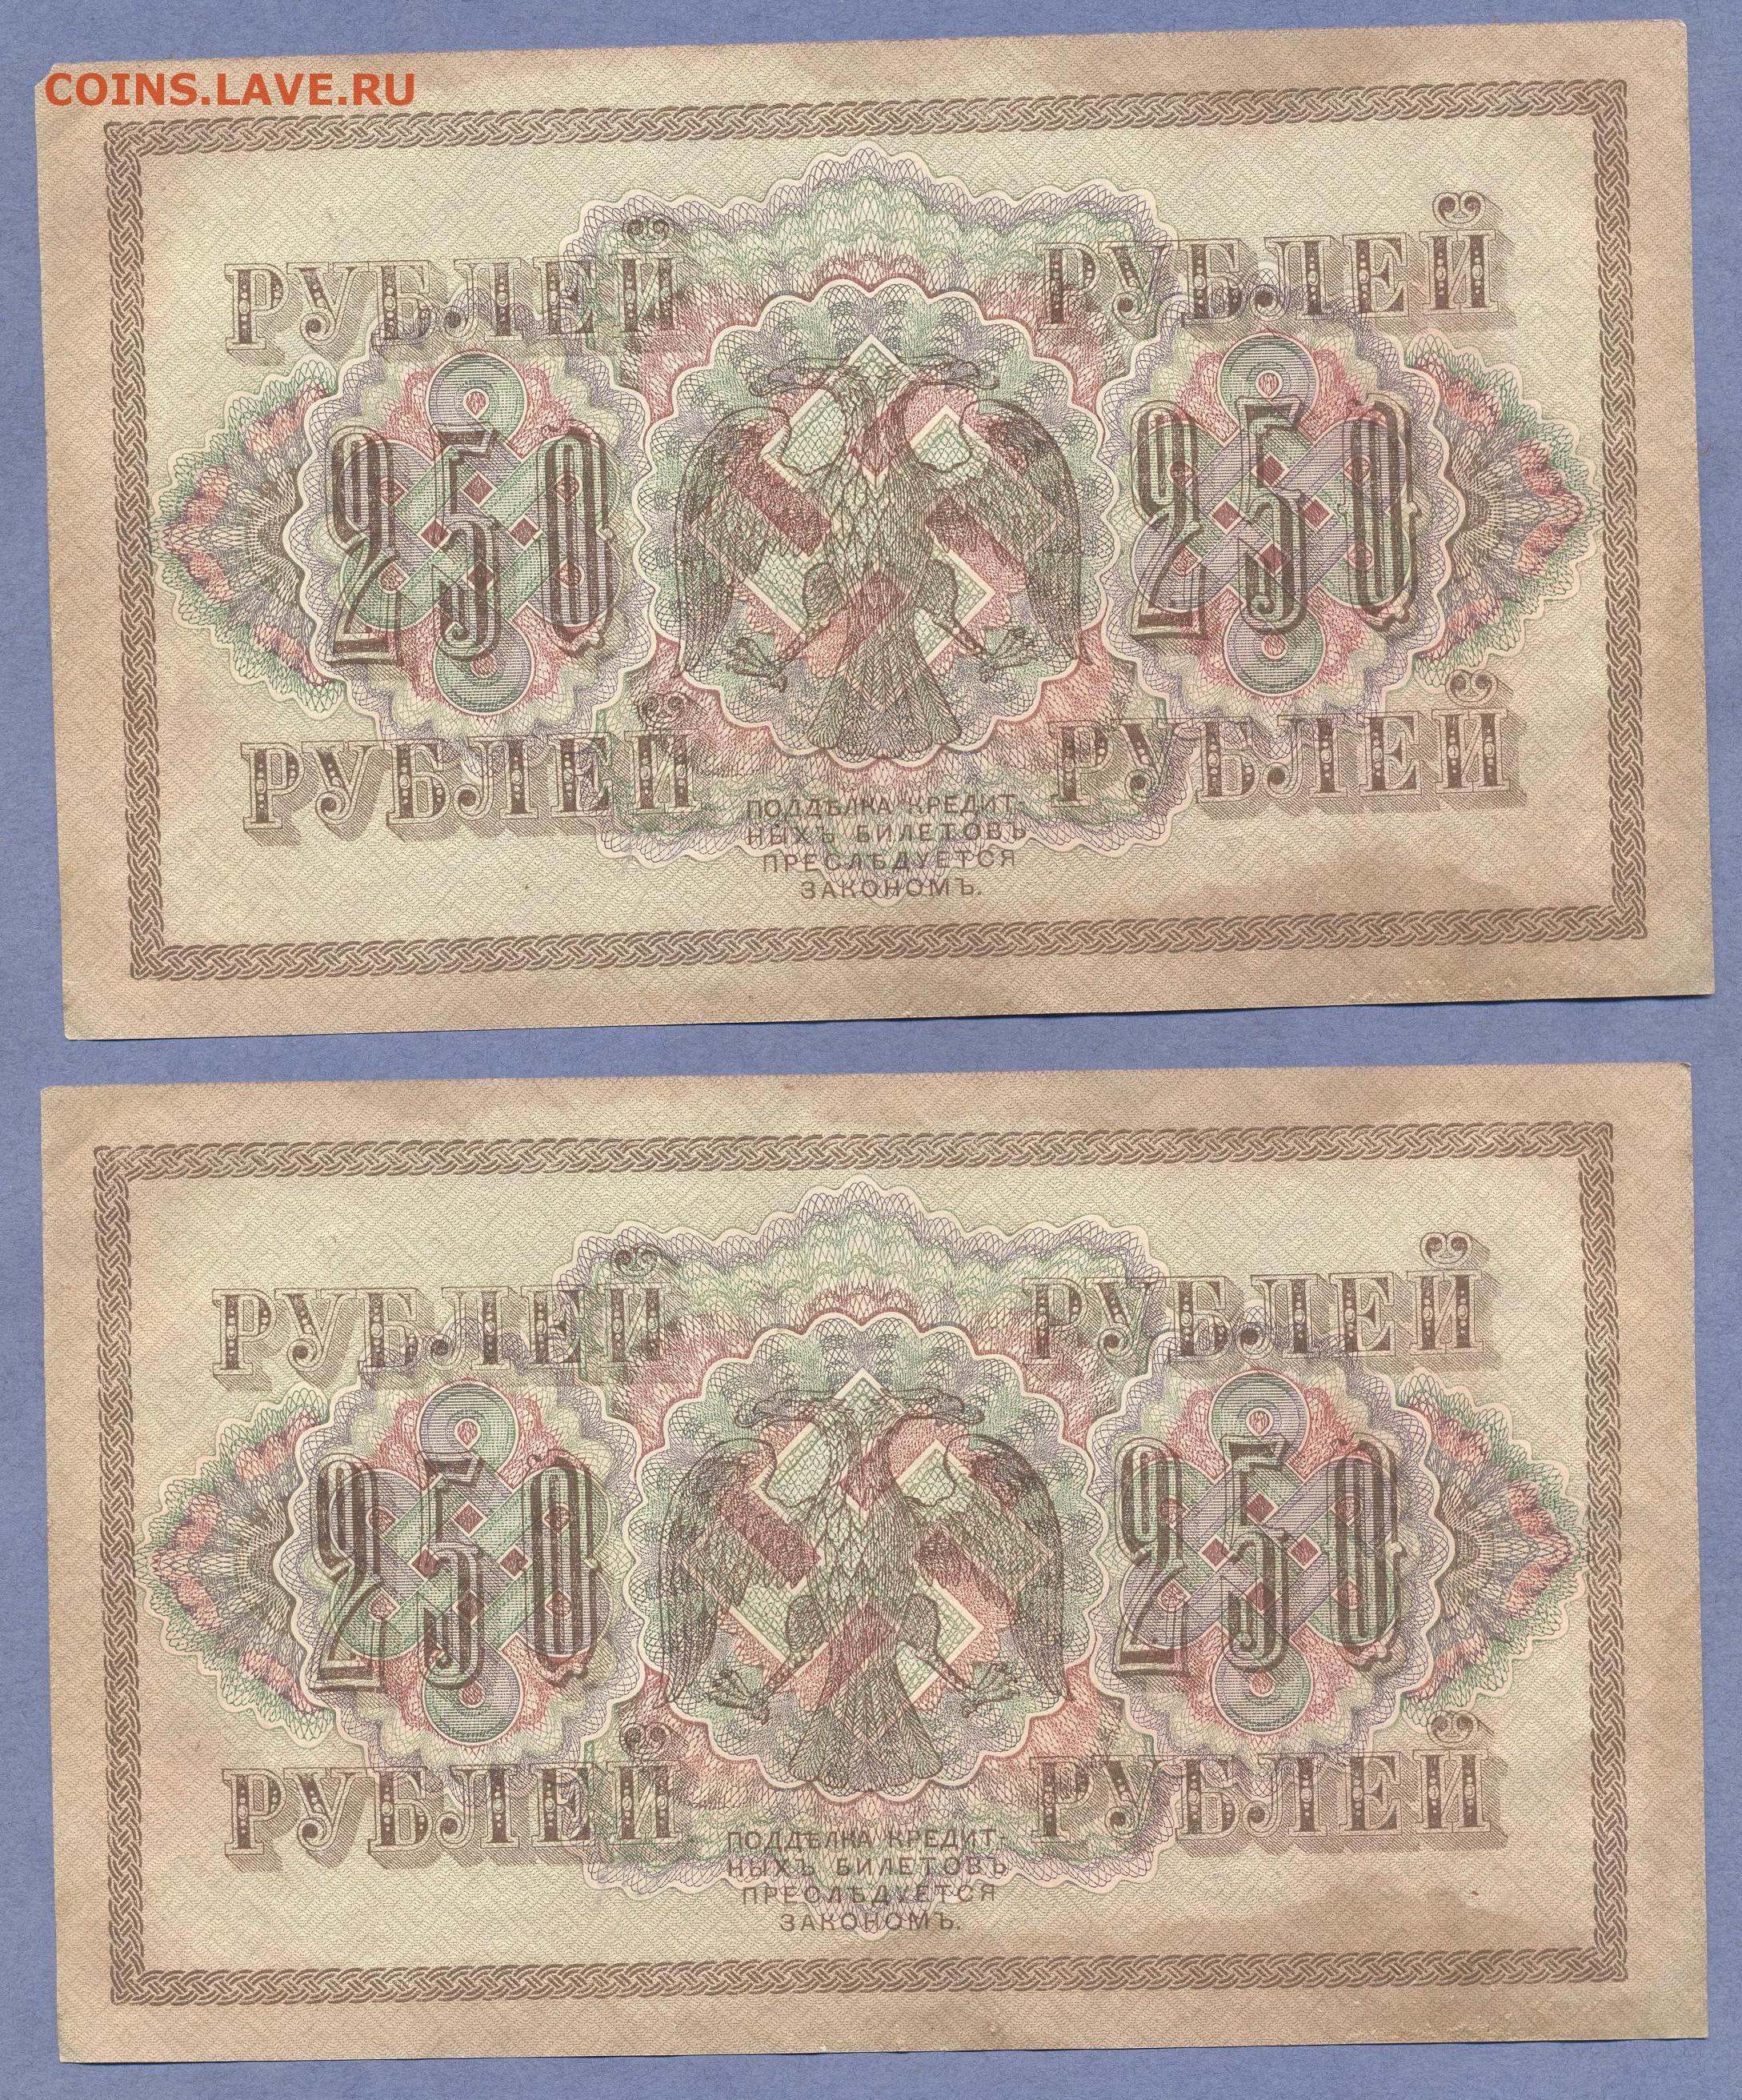 COINS.LAVE.RU
РУБЛЕЙ РУБЛЕЙ
250 250
РУБЛЕЙ РУБЛЕЙ
ПОДДѢЛКА КРЕДИТ-
НЫХЪ БИЛЕТОВЪ
ПРЕСЛѢДУЕТСЯ
ЗАКОНОМЪ.
РУБЛЕЙ РУБЛЕЙ
250 250
РУБЛЕЙ РУБЛЕЙ
ПОДДѢЛКА КРЕДИТ-
НЫХЪ БИЛЕТОВЪ
ПРЕСЛѢДУЕТСЯ
ЗАКОНОМЪ.